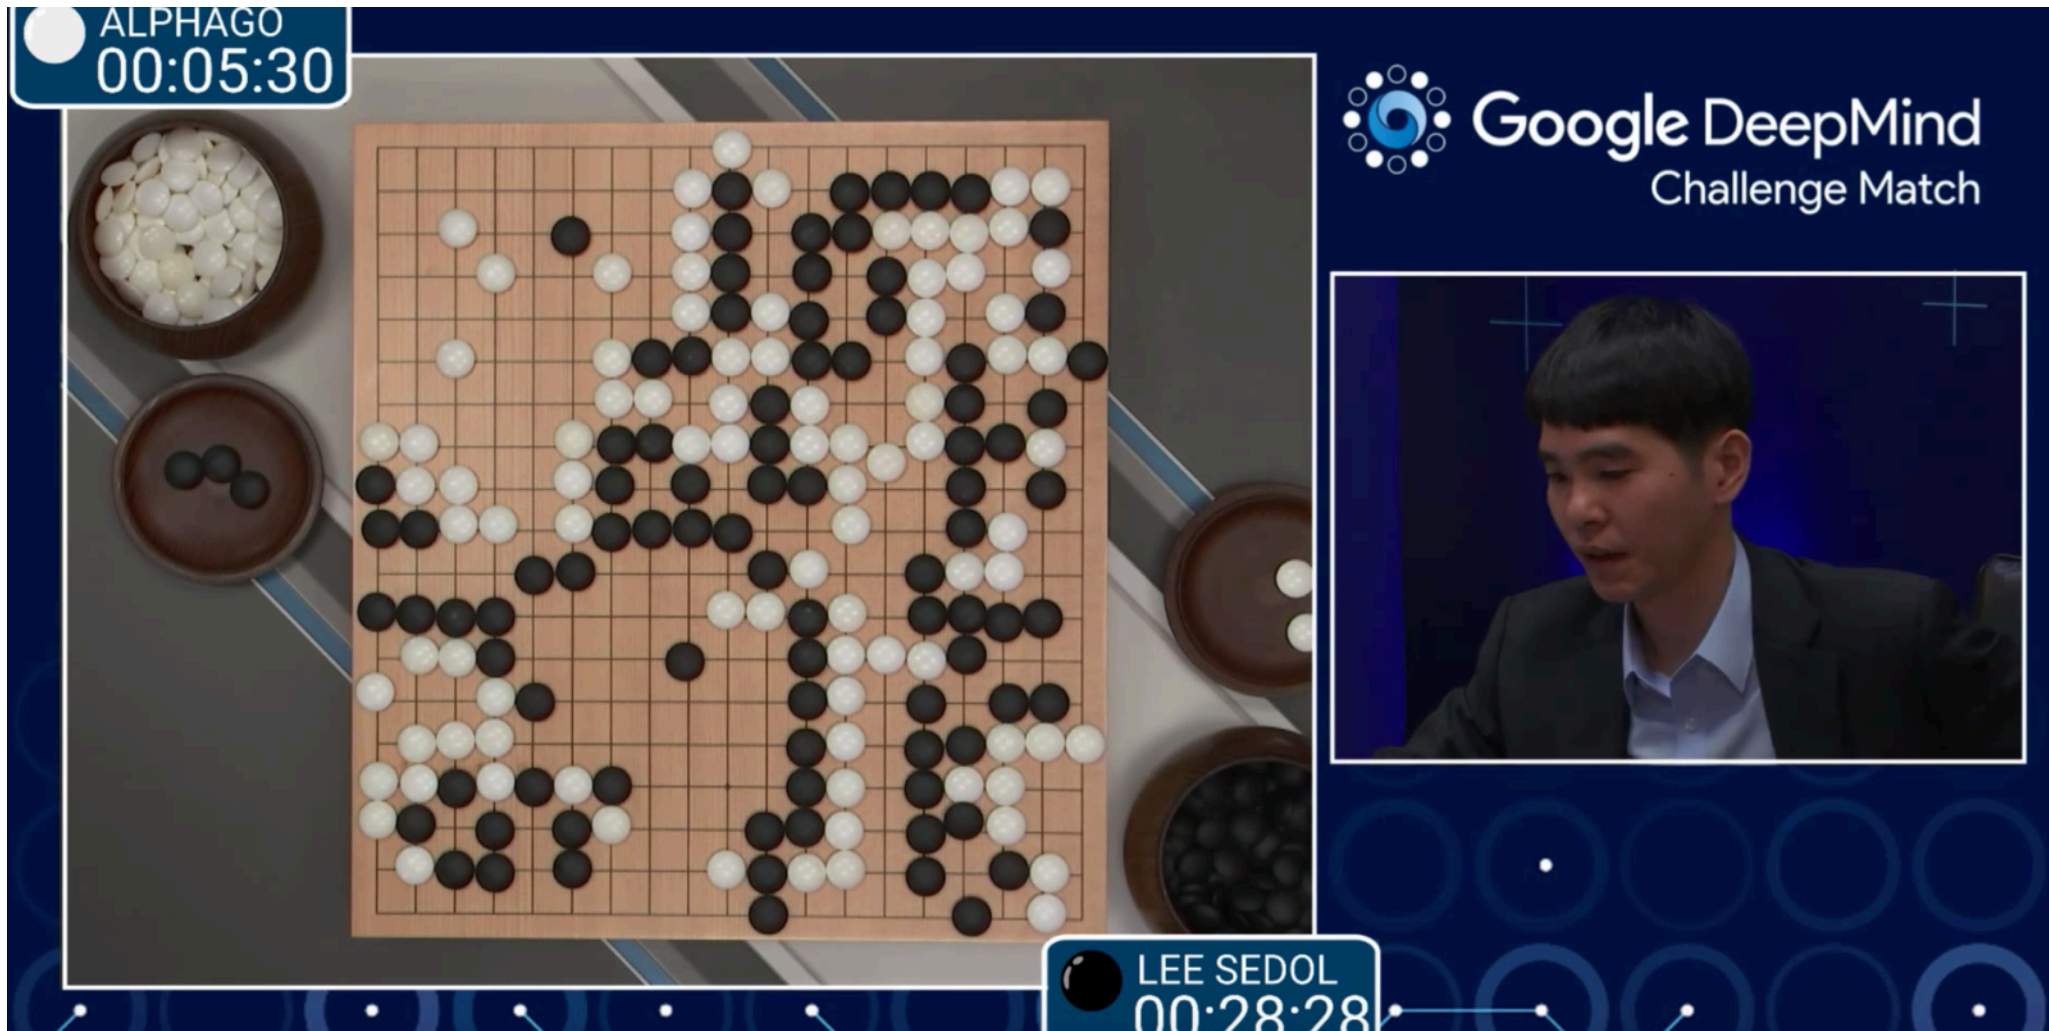 ALPHAGO
00:05:30
Google DeepMind
Challenge Match
LEE SEDOL
00:28:28